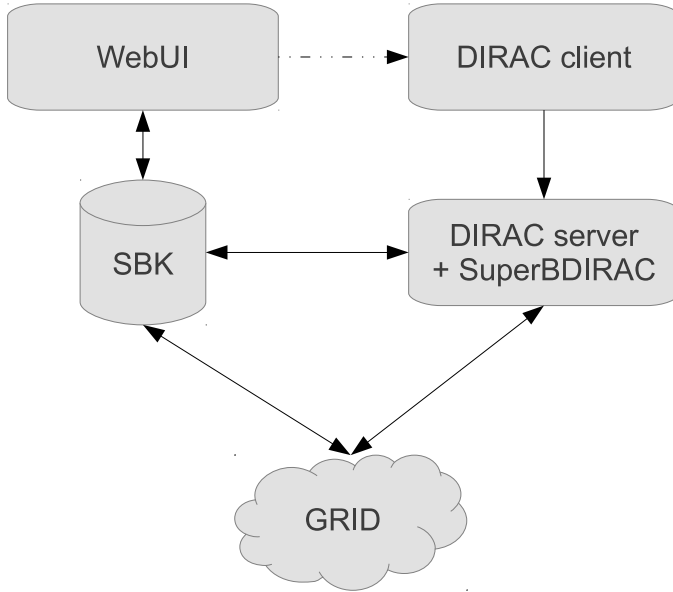 WebUI
DIRAC client
SBK
DIRAC server
+ SuperBDIRAC
GRID